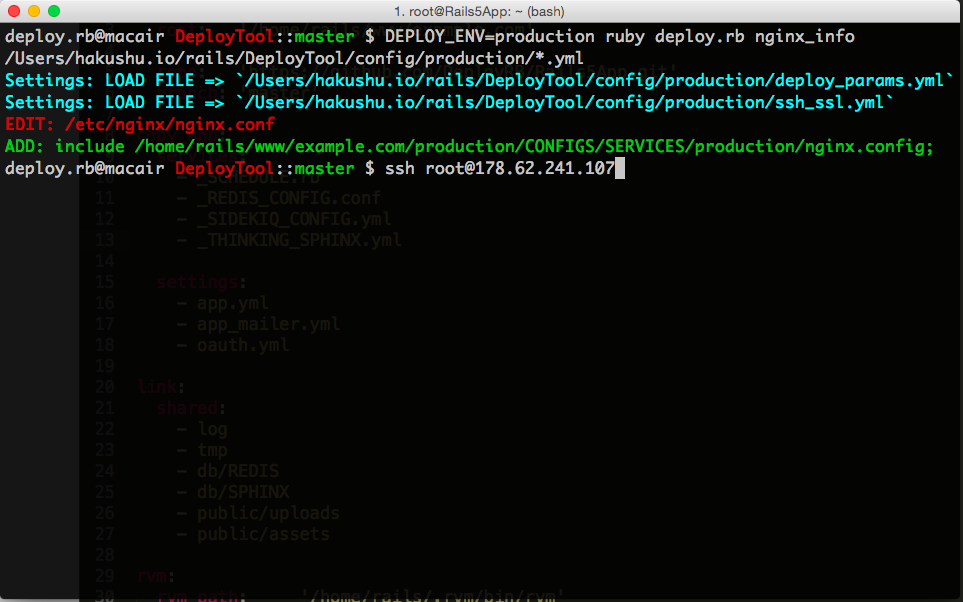 1. root@Rails5App: ~ (bash)
deploy.rb@macair DeployTool::master $ DEPLOY_ENV=production ruby deploy.rb nginx_info
/Users/hakushu.io/rails/DeployTool/config/production/*.yml
Settings: LOAD FILE => `/Users/hakushu.io/rails/DeployTool/config/production/deploy_params.yml`
Settings: LOAD FILE => `/Users/hakushu.io/rails/DeployTool/config/production/ssh_ssl.yml`
EDIT: /etc/nginx/nginx.conf
ADD: include /home/rails/www/example.com/production/CONFIGS/SERVICES/production/nginx.config;
deploy.rb@macair DeployTool::master $ ssh root@178.62.241.107
11 - _REDIS_CONFIG.conf
12 - _SIDEKIQ_CONFIG.yml
13 - _THINKING_SPHINX.yml
14
15 settings:
16 - app.yml
17 - app_mailer.yml
18 - oauth.yml
19
20 link:
21 shared:
22 - log
23 - tmp
24 - db/REDIS
25 - db/SPHINX
26 - public/uploads
27 - public/assets
28
29 rvm:
30 rvm_path: '/home/rails/.rvm/bin/rvm'